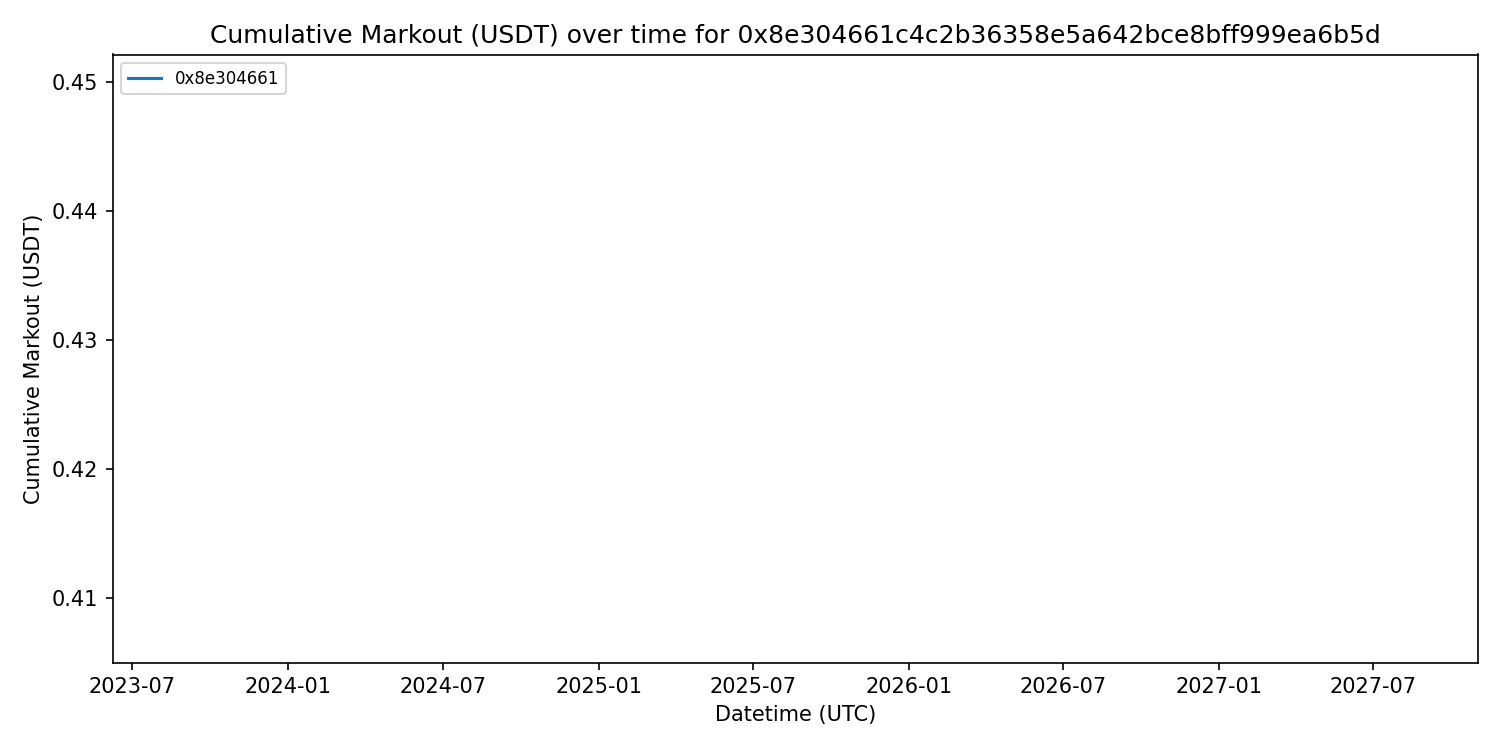 Cumulative Markout (USDT) over time for 0x8e304661c4c2b36358e5a642bce8bff999ea6b5d
0x8e304661
0.45
0.44
0.43
0.42
0.41
Cumulative Markout (USDT)
2023-07 2024-01 2024-07 2025-01 2025-07 2026-01 2026-07 2027-01 2027-07
Datetime (UTC)